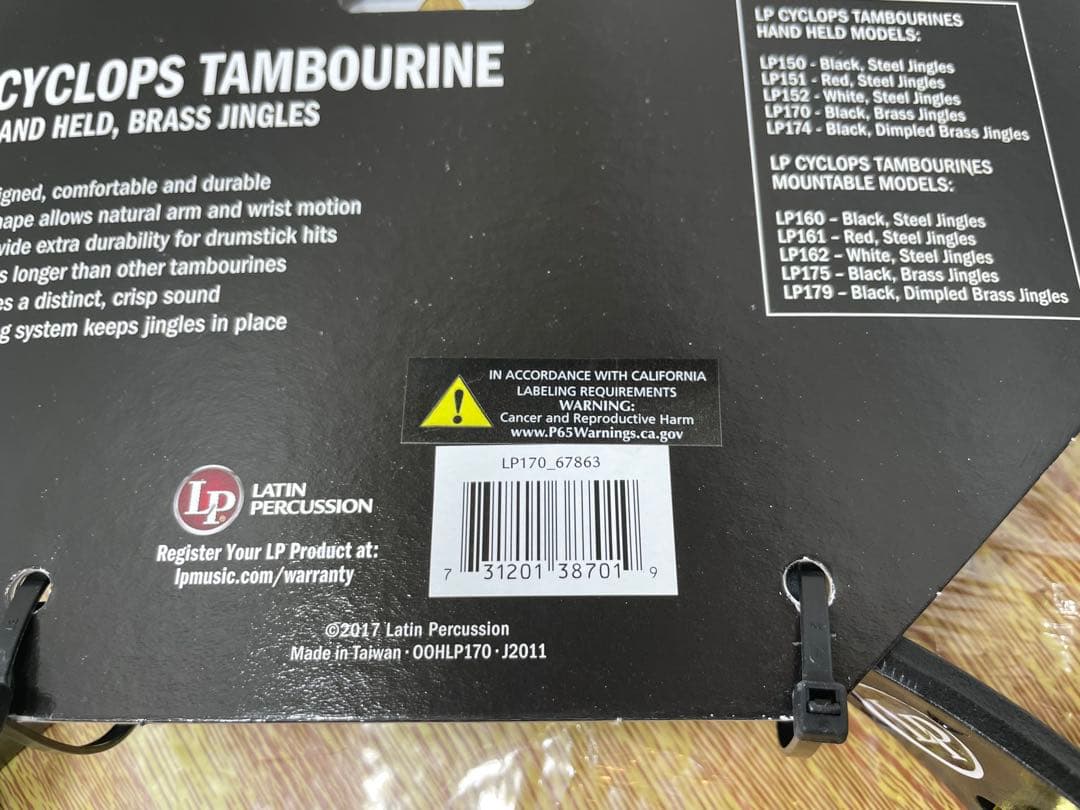 CYCLOPS TAMBOURINE
AND HELD, BRASS JINGLES
igned, comfortable and durable
hape allows natural arm and wrist motion
vide extra durability for drumstick hits
s longer than other tambourines
es a distinct, crisp sound
g system keeps jingles in place
LP CYCLOPS TAMBOURINES
HAND HELD MODELS:
LP150 - Black, Steel Jingles
LP151 - Red, Steel Jingles
LP152 - White, Steel Jingles
LP170 - Black, Brass Jingles
LP174 - Black, Dimpled Brass Jingles
LP CYCLOPS TAMBOURINES
MOUNTABLE MODELS:
LP160 – Black, Steel Jingles
LP161 – Red, Steel Jingles
LP162 – White, Steel Jingles
LP175 – Black, Brass Jingles
LP179 – Black, Dimpled Brass Jingles
IN ACCORDANCE WITH CALIFORNIA
LABELING REQUIREMENTS
WARNING:
Cancer and Reproductive Harm
www.P65Warnings.ca.gov
LP170_67863
7 31201 38701 9
LP®
LATIN
PERCUSSION
Register Your LP Product at:
lpmusic.com/warranty
©2017 Latin Percussion
Made in Taiwan · OOHLP170 · J2011
LP